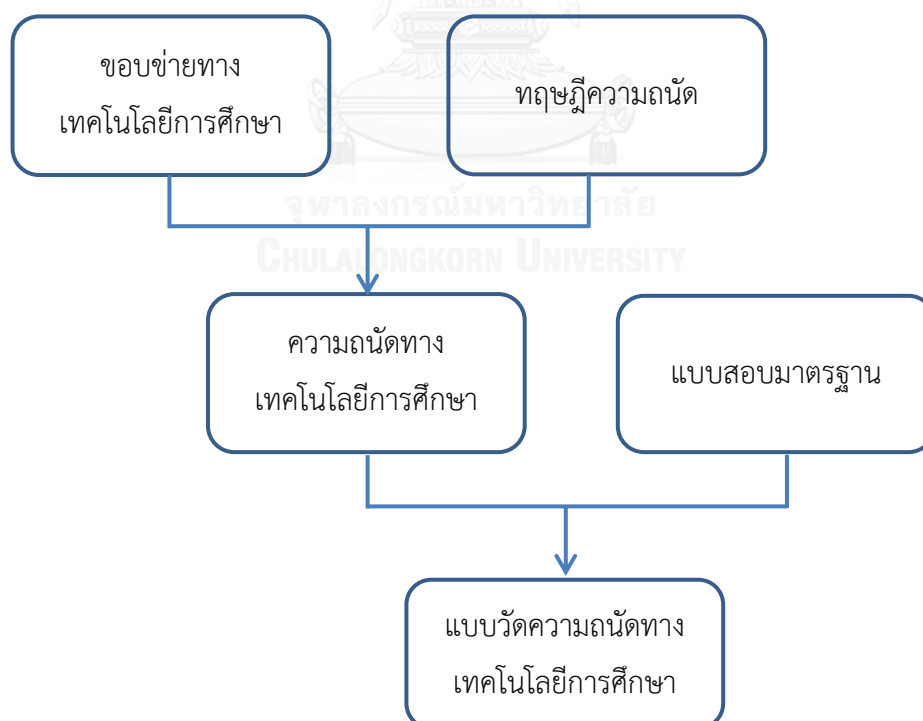 ขอบข่ายทาง
เทคโนโลยีการศึกษา
ทฤษฎีความถนัด
จุฬาลงกรณ์มหาวิทยาลัย
CHULALONGKORN UNIVERSITY
ความถนัดทาง
เทคโนโลยีการศึกษา
แบบสอบมาตรฐาน
แบบวัดความถนัดทาง
เทคโนโลยีการศึกษา